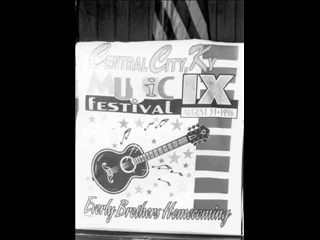 CENTRAL CITY, KY
MUSIC IX
FESTIVAL
AUGUST 31 • 1996
Everly Brothers Homecoming